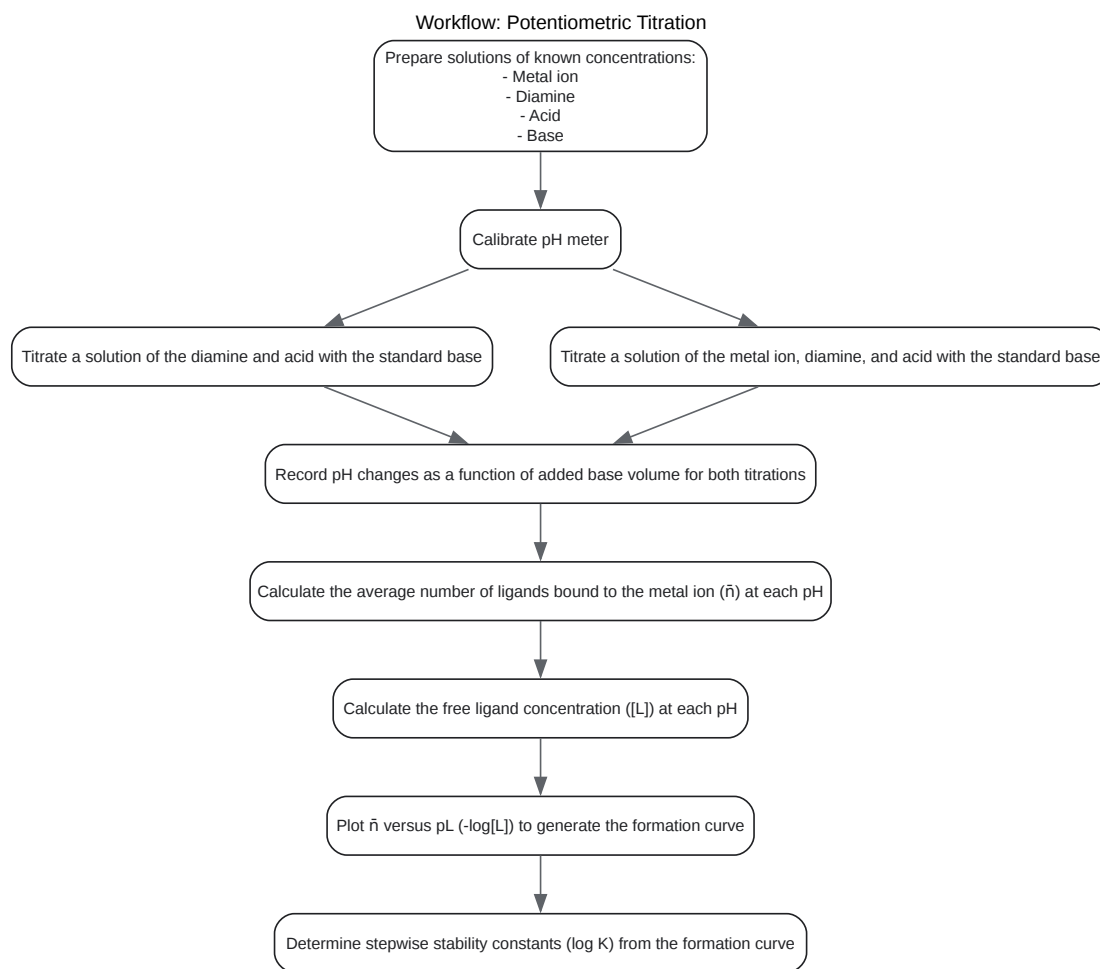 Workflow: Potentiometric Titration
Prepare solutions of known concentrations:
- Metal ion
- Diamine
- Acid
- Base
Calibrate pH meter
Titrate a solution of the diamine and acid with the standard base
Titrate a solution of the metal ion, diamine, and acid with the standard base
Record pH changes as a function of added base volume for both titrations
Calculate the average number of ligands bound to the metal ion (n̄) at each pH
Calculate the free ligand concentration ([L]) at each pH
Plot n̄ versus pL (-log[L]) to generate the formation curve
Determine stepwise stability constants (log K) from the formation curve